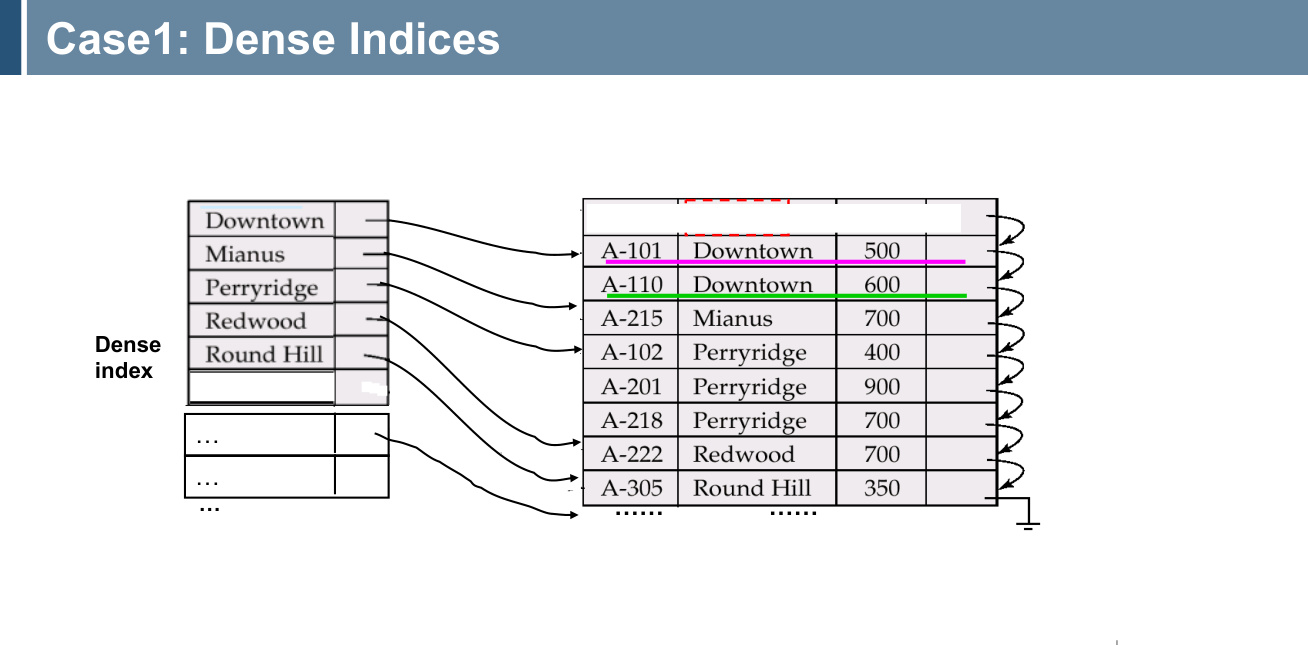 Case1: Dense Indices
Downtown
Mianus
Perryridge
Redwood
Round Hill
Dense
index
…
…
...
A-101 Downtown 500
A-110 Downtown 600
A-215 Mianus 700
A-102 Perryridge 400
A-201 Perryridge 900
A-218 Perryridge 700
A-222 Redwood 700
A-305 Round Hill 350
...... ......